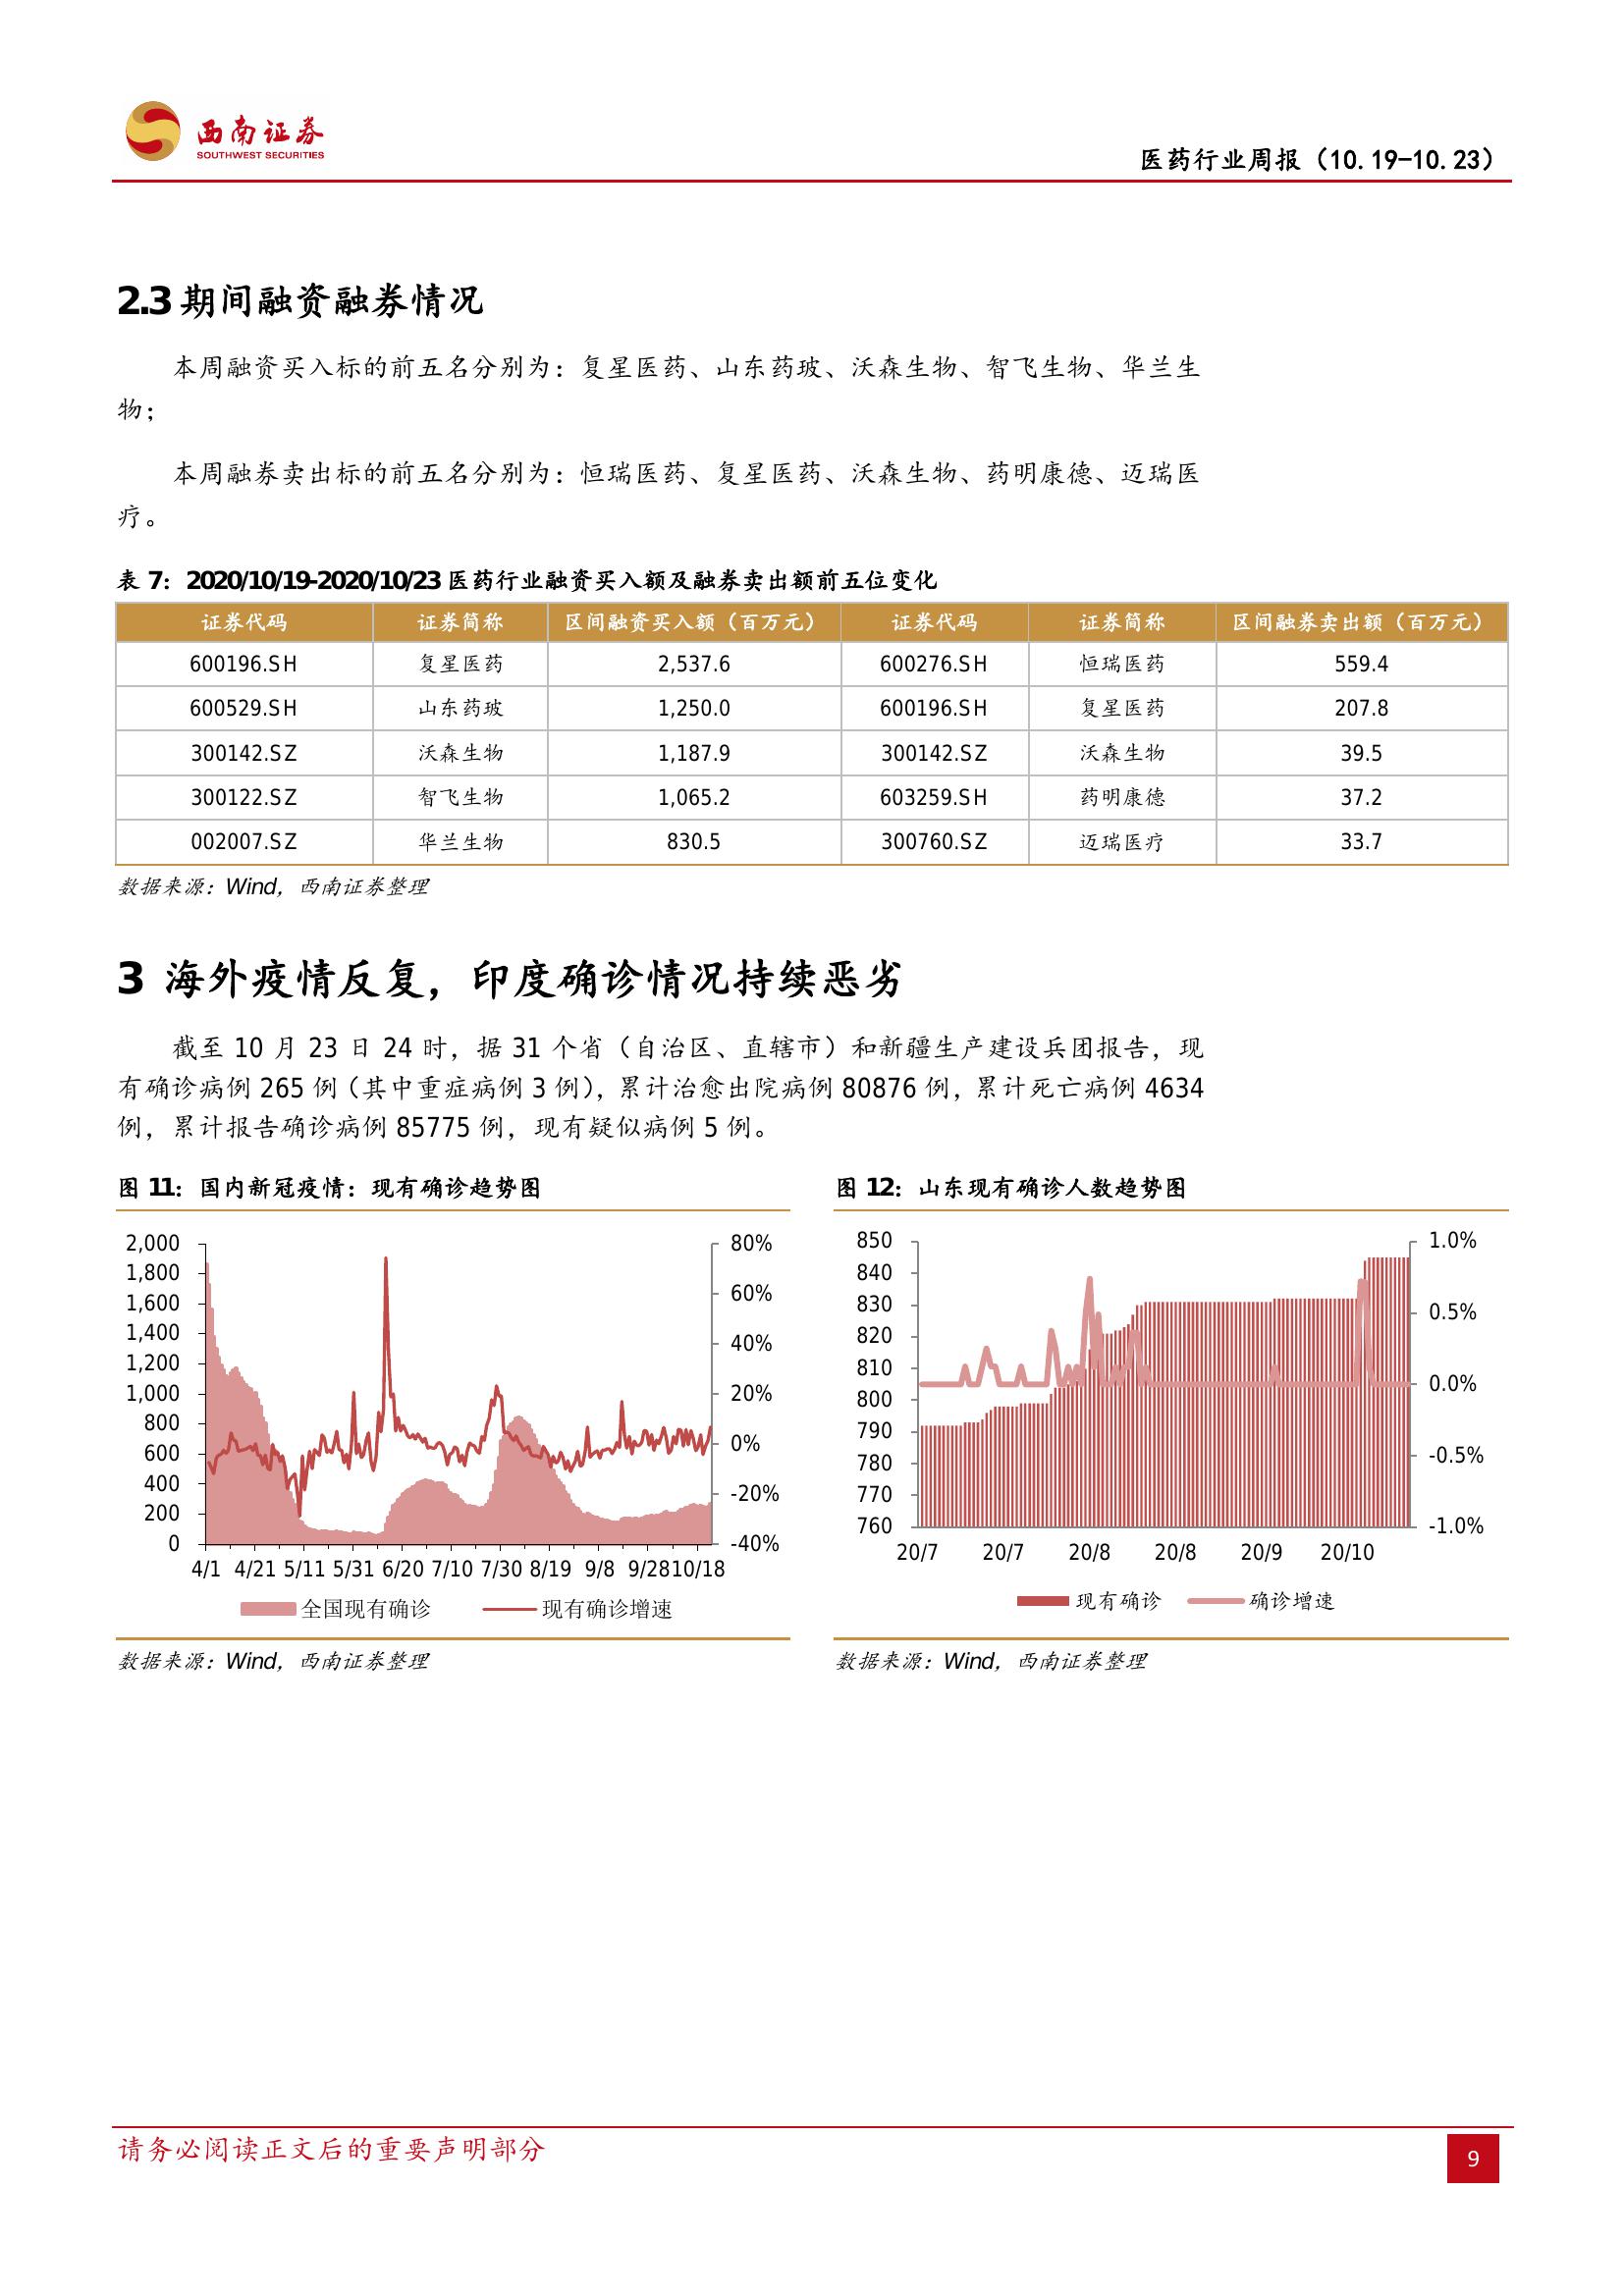 西南证券
SOUTHWEST SECURITIES
医药行业周报（10.19-10.23）
2.3 期间融资融券情况
本周融资买入标的前五名分别为：复星医药、山东药玻、沃森生物、智飞生物、华兰生
物；
本周融券卖出标的前五名分别为：恒瑞医药、复星医药、沃森生物、药明康德、迈瑞医
疗。
表 7：2020/10/19-2020/10/23 医药行业融资买入额及融券卖出额前五位变化
证券代码 证券简称 区间融资买入额（百万元） 证券代码 证券简称 区间融券卖出额（百万元）
600196.SH 复星医药 2,537.6 600276.SH 恒瑞医药 559.4
600529.SH 山东药玻 1,250.0 600196.SH 复星医药 207.8
300142.SZ 沃森生物 1,187.9 300142.SZ 沃森生物 39.5
300122.SZ 智飞生物 1,065.2 603259.SH 药明康德 37.2
002007.SZ 华兰生物 830.5 300760.SZ 迈瑞医疗 33.7
数据来源：Wind，西南证券整理
3 海外疫情反复，印度确诊情况持续恶劣
截至 10 月 23 日 24 时，据 31 个省（自治区、直辖市）和新疆生产建设兵团报告，现
有确诊病例 265 例（其中重症病例 3 例），累计治愈出院病例 80876 例，累计死亡病例 4634
例，累计报告确诊病例 85775 例，现有疑似病例 5 例。
图 11：国内新冠疫情：现有确诊趋势图
2,000
1,800
1,600
1,400
1,200
1,000
800
600
400
200
0
80%
60%
40%
20%
0%
-20%
-40%
4/1 4/21 5/11 5/31 6/20 7/10 7/30 8/19 9/8 9/28 10/18
全国现有确诊 现有确诊增速
数据来源：Wind，西南证券整理
图 12：山东现有确诊人数趋势图
850
840
830
820
810
800
790
780
770
760
1.0%
0.5%
0.0%
-0.5%
-1.0%
20/7 20/7 20/8 20/8 20/9 20/10
现有确诊 确诊增速
数据来源：Wind，西南证券整理
请务必阅读正文后的重要声明部分
9